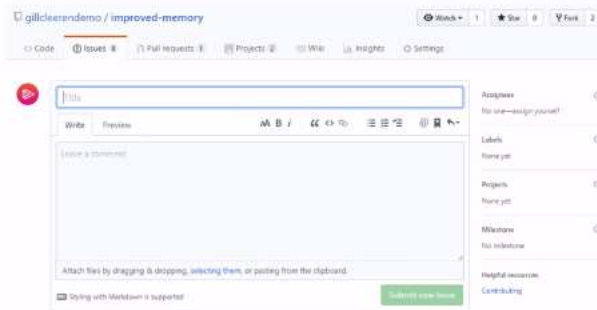 gillcleerendemo / improved-memory
Watch 1 Star 0 Fork 2
Code Issues Pull requests Projects Wiki Insights Settings
Title
Write Preview
AA B i
Leave a comment
Attach files by dragging & dropping, selecting them, or pasting from the clipboard.
Styling with Markdown is supported
Submit new issue
Assignees
No one—assign yourself
Labels
None yet
Projects
None yet
Milestone
No milestone
Helpful resources
Contributing